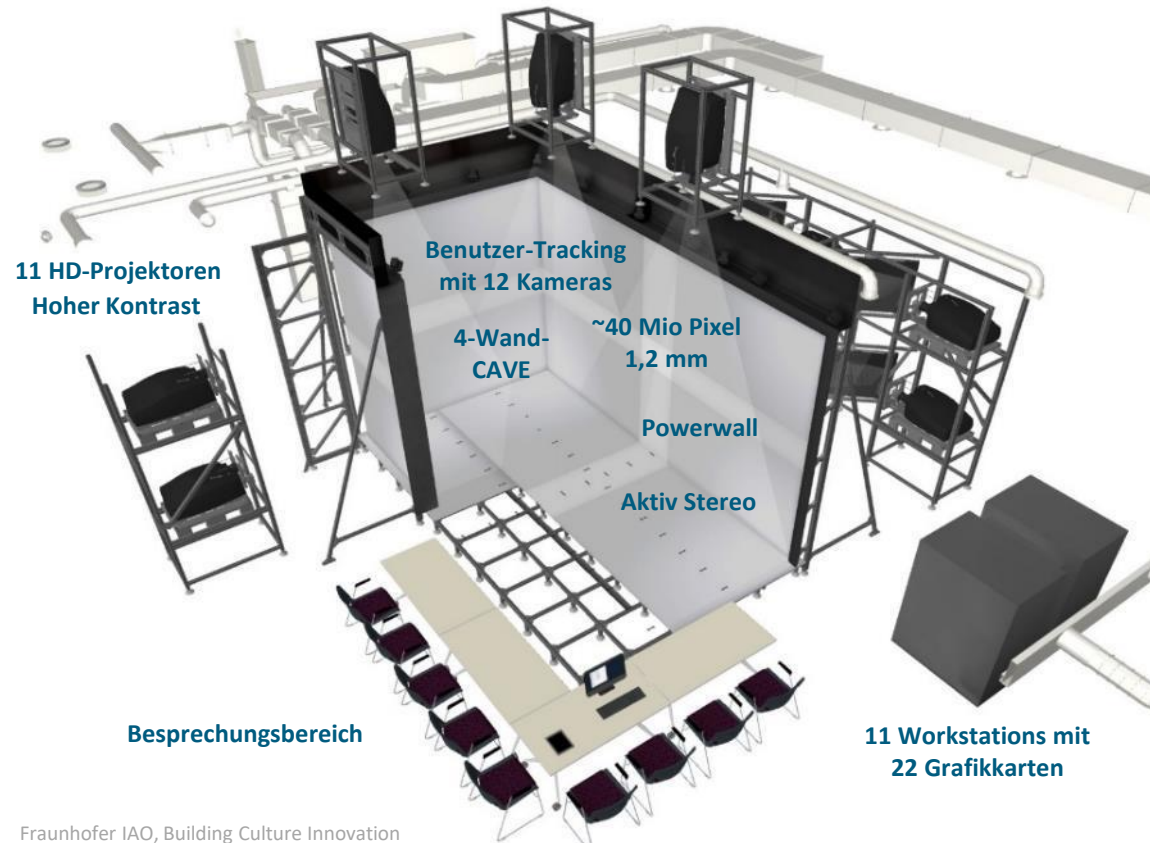 11 HD-Projektoren
Hoher Kontrast
Benutzer-Tracking
mit 12 Kameras
4-Wand-
CAVE
~40 Mio Pixel
1,2 mm
Powerwall
Aktiv Stereo
Besprechungsbereich
11 Workstations mit
22 Grafikkarten
Fraunhofer IAO, Building Culture Innovation